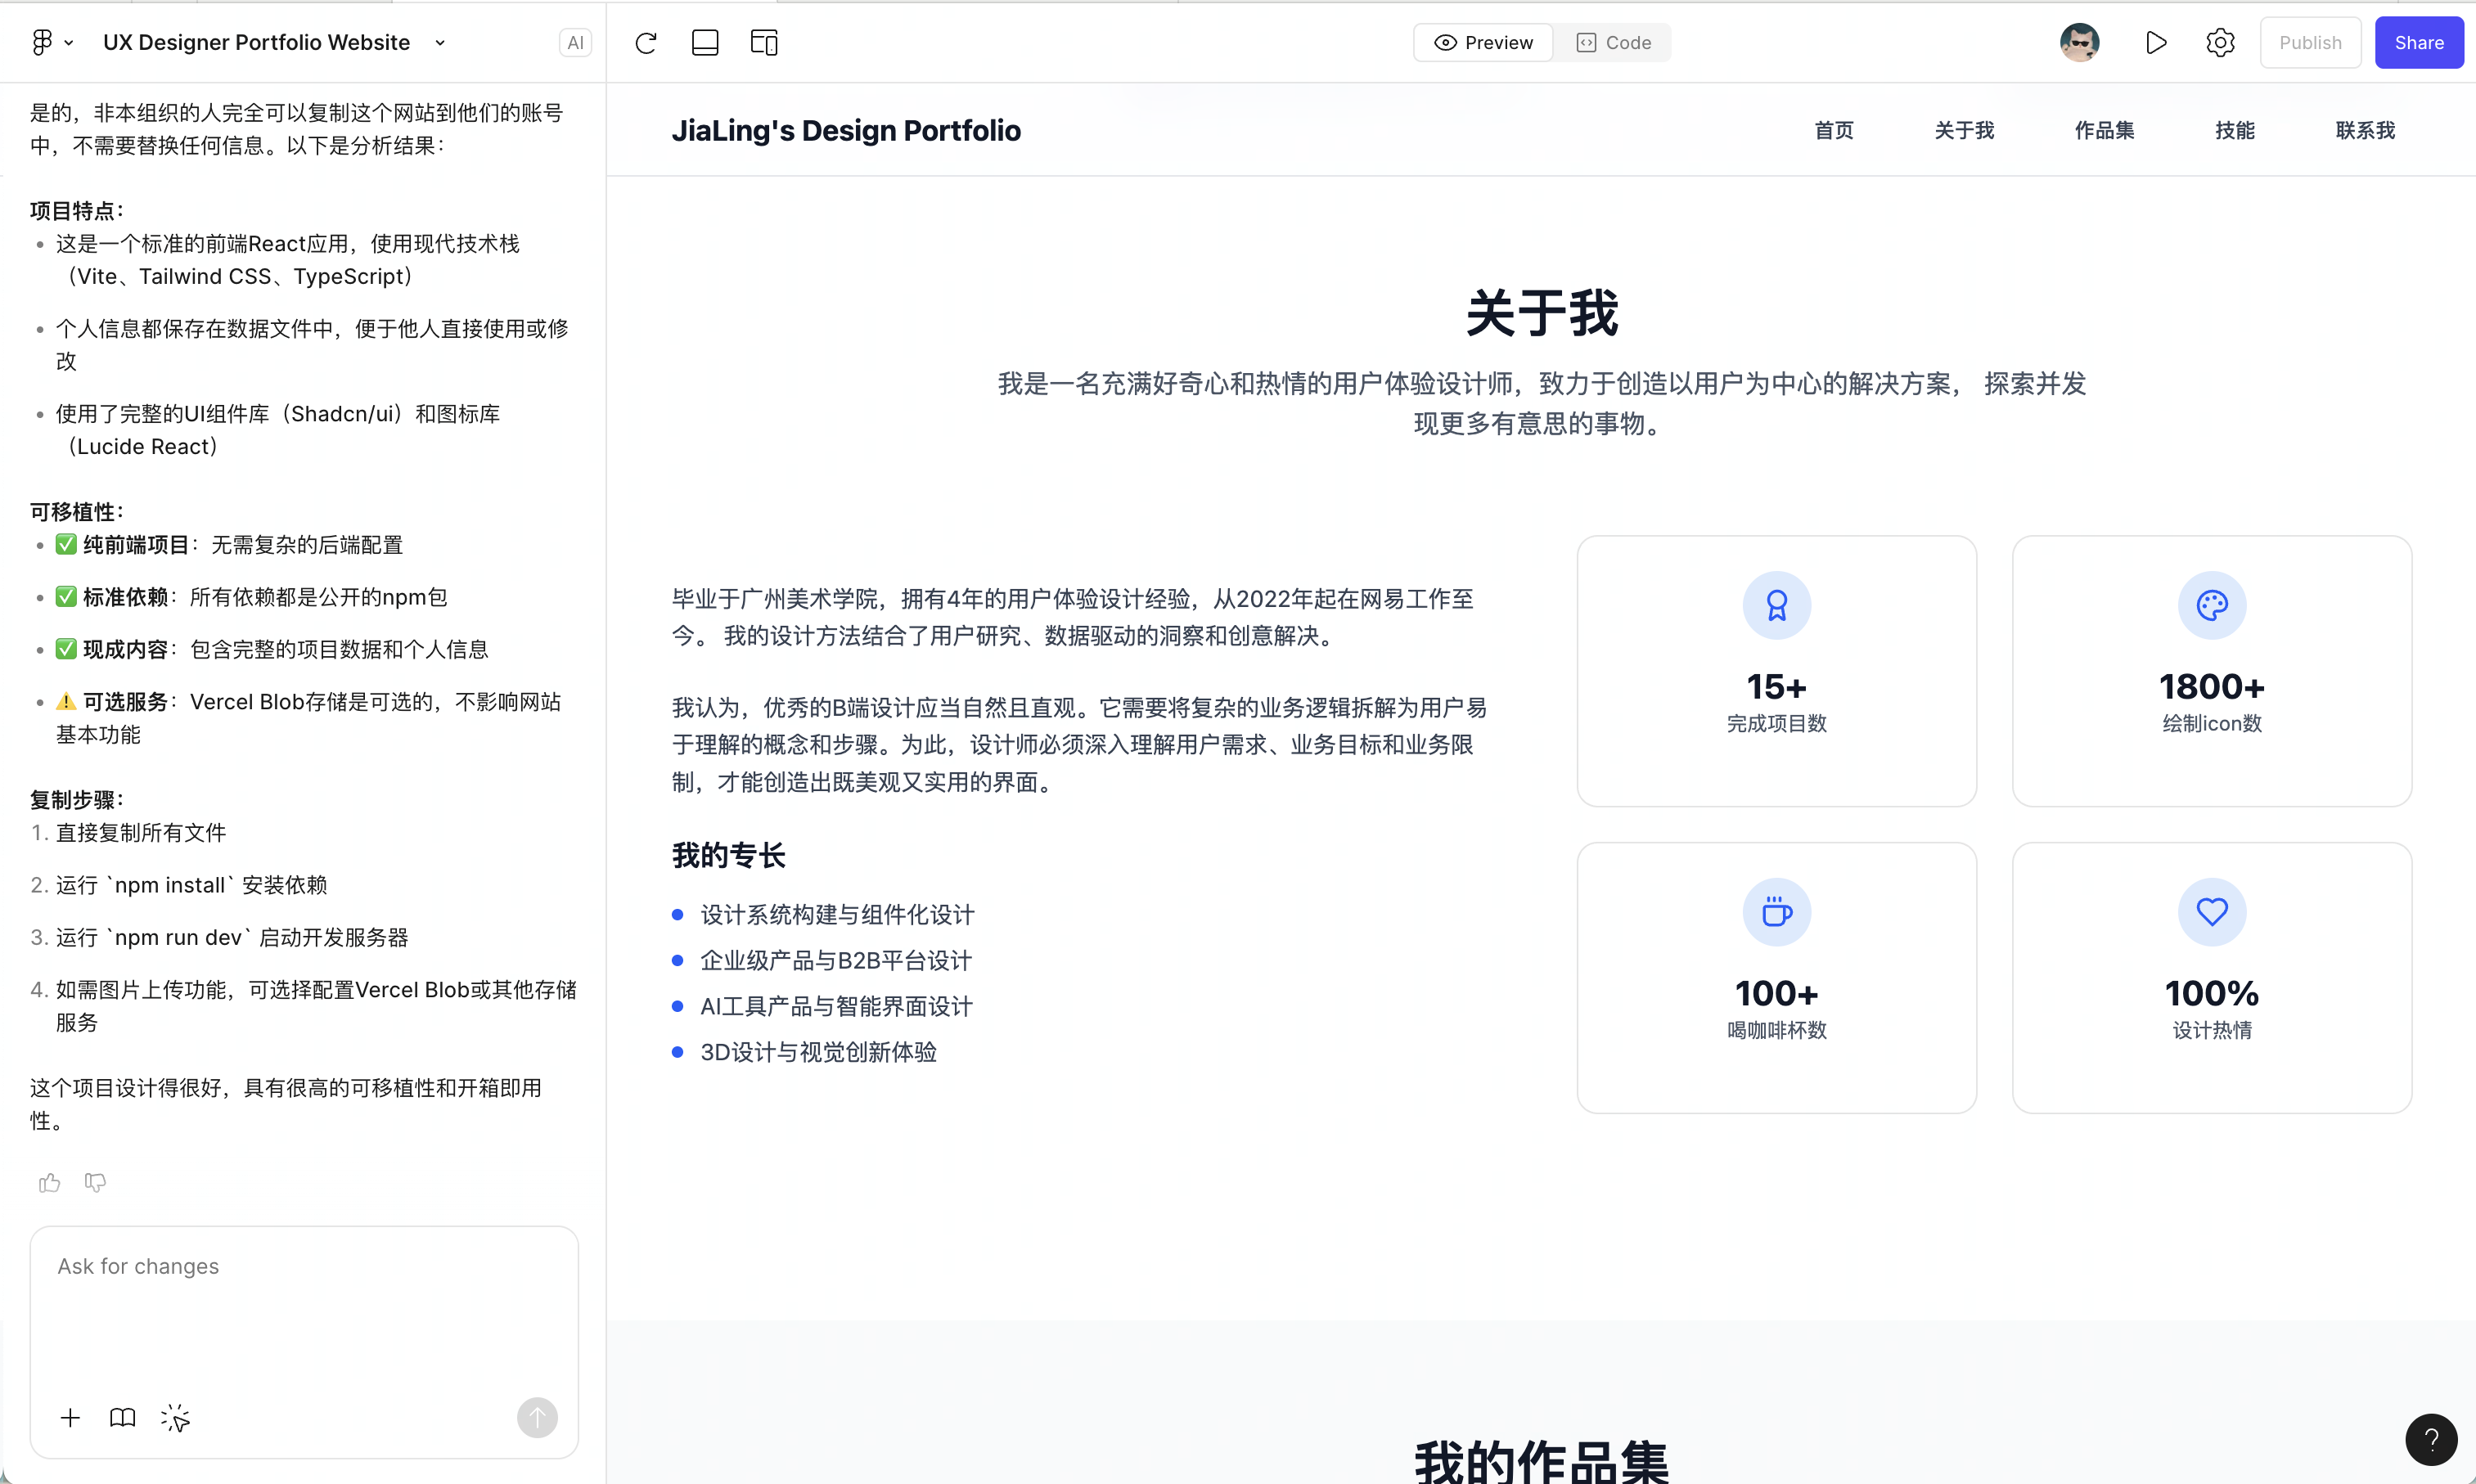 UX Designer Portfolio Website
AI
Preview
Code
Publish
Share
是的，非本组织的人完全可以复制这个网站到他们的账号
中，不需要替换任何信息。以下是分析结果：
项目特点：
这是一个标准的前端React应用，使用现代技术栈
（Vite、Tailwind CSS、TypeScript）
个人信息都保存在数据文件中，便于他人直接使用或修
改
使用了完整的UI组件库（Shadcn/ui）和图标库
（Lucide React）
可移植性：
✅ 纯前端项目：无需复杂的后端配置
✅ 标准依赖：所有依赖都是公开的npm包
✅ 现成内容：包含完整的项目数据和个人信息
⚠️ 可选服务：Vercel Blob存储是可选的，不影响网站
基本功能
复制步骤：
1. 直接复制所有文件
2. 运行 `npm install` 安装依赖
3. 运行 `npm run dev` 启动开发服务器
4. 如需图片上传功能，可选择配置Vercel Blob或其他存储
服务
这个项目设计得很好，具有很高的可移植性和开箱即用
性。
Ask for changes
JiaLing's Design Portfolio
首页
关于我
作品集
技能
联系我
关于我
我是一名充满好奇心和热情的用户体验设计师，致力于创造以用户为中心的解决方案， 探索并发
现更多有意思的事物。
毕业于广州美术学院，拥有4年的用户体验设计经验，从2022年起在网易工作至
今。 我的设计方法结合了用户研究、数据驱动的洞察和创意解决。
我认为，优秀的B端设计应当自然且直观。它需要将复杂的业务逻辑拆解为用户易
于理解的概念和步骤。为此，设计师必须深入理解用户需求、业务目标和业务限
制，才能创造出既美观又实用的界面。
我的专长
设计系统构建与组件化设计
企业级产品与B2B平台设计
AI工具产品与智能界面设计
3D设计与视觉创新体验
15+
完成项目数
1800+
绘制icon数
100+
喝咖啡杯数
100%
设计热情
我的作品集
?